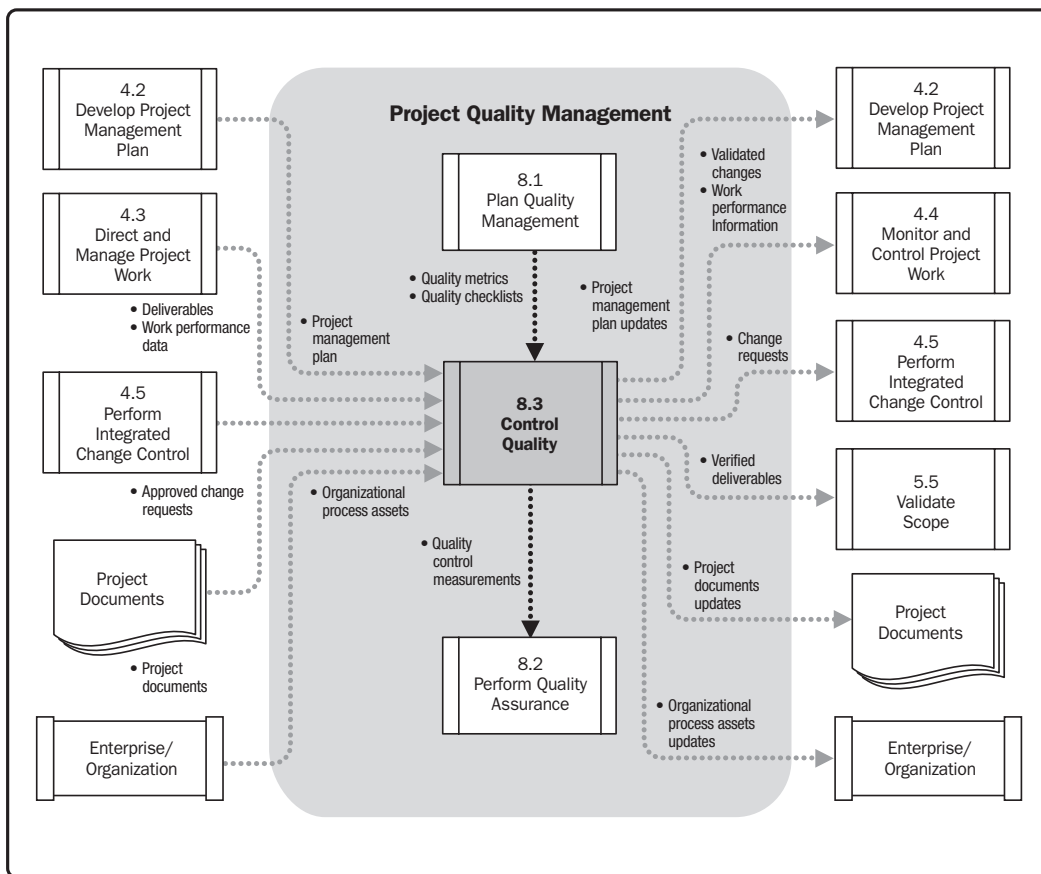 Project Quality Management
4.2
Develop Project
Management
Plan
4.3
Direct and
Manage Project
Work
• Deliverables
• Work performance
data
4.5
Perform
Integrated
Change Control
• Approved change
requests
Project
Documents
• Project
documents
Enterprise/
Organization
• Project
management
plan
• Organizational
process assets
8.1
Plan Quality
Management
• Quality metrics
• Quality checklists
8.3
Control
Quality
• Quality
control
measurements
8.2
Perform Quality
Assurance
• Project
management
plan updates
• Validated
changes
• Work
performance
Information
• Change
requests
• Verified
deliverables
• Project
documents
updates
• Organizational
process assets
updates
4.2
Develop Project
Management
Plan
4.4
Monitor and
Control Project
Work
4.5
Perform
Integrated
Change Control
5.5
Validate
Scope
Project
Documents
Enterprise/
Organization